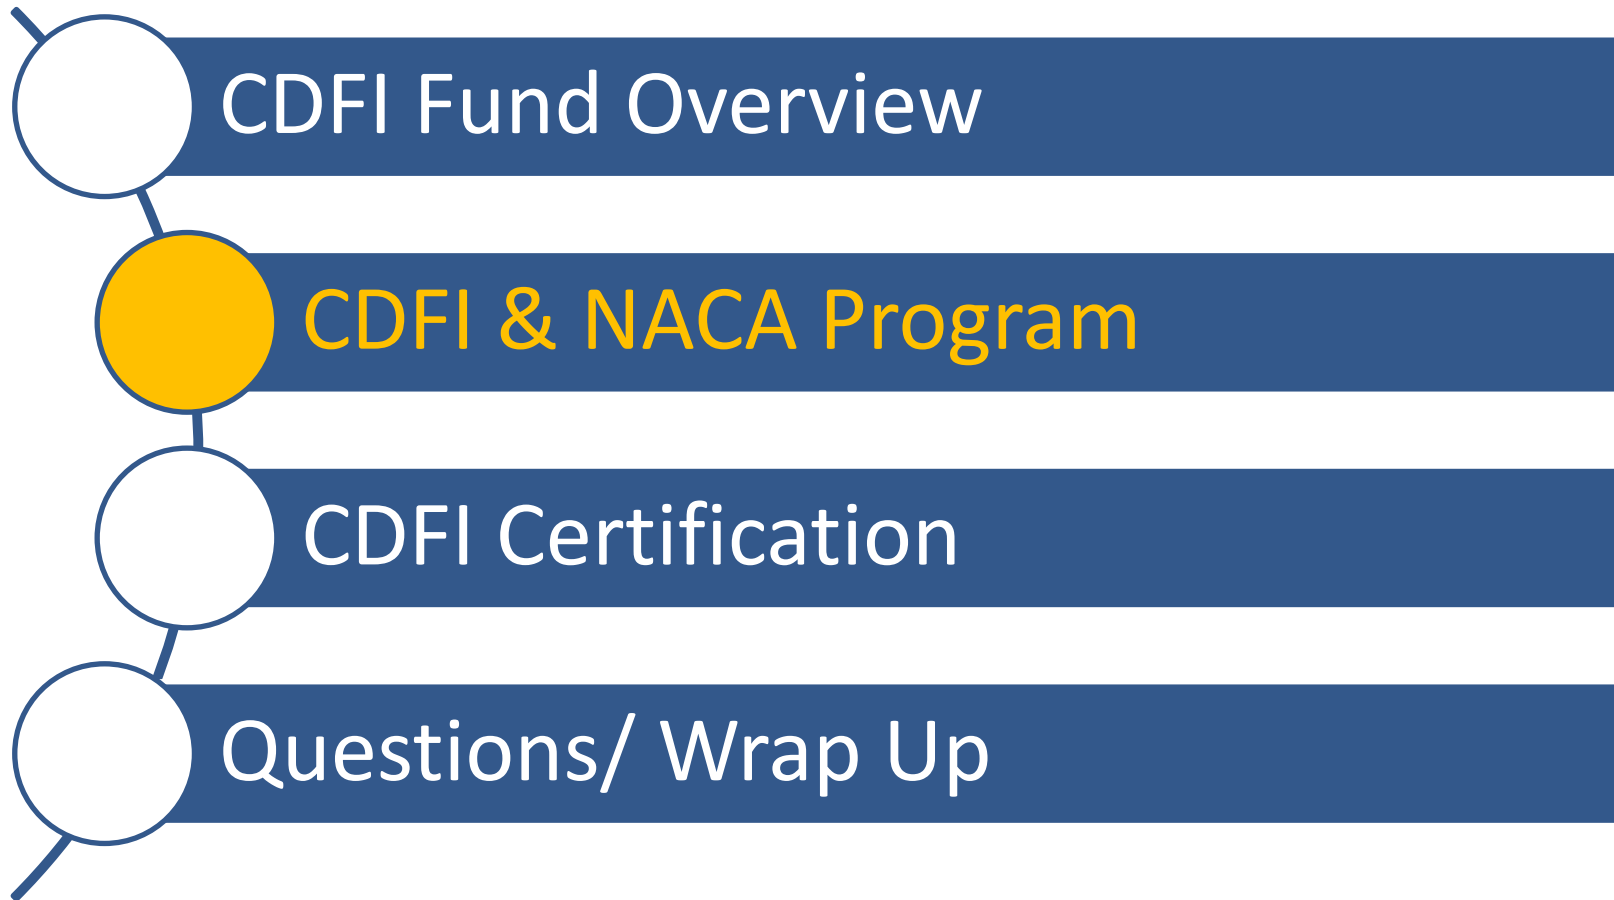 CDFI Fund Overview
CDFI & NACA Program
CDFI Certification
Questions/ Wrap Up